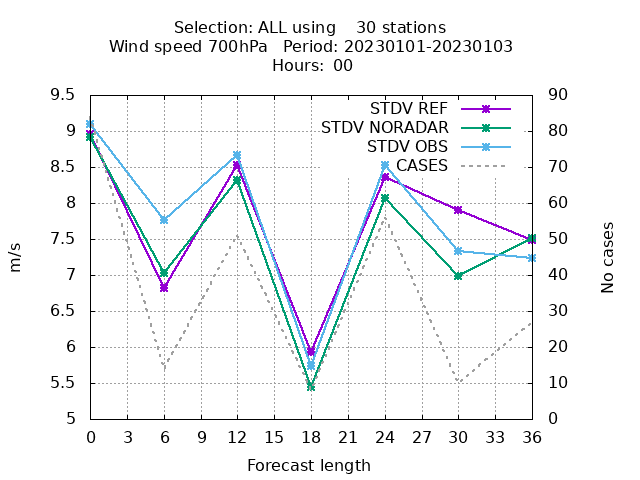 Selection: ALL using    30 stations
Wind speed 700hPa   Period: 20230101-20230103
Hours:  00
STDV REF
STDV NORADAR
STDV OBS
CASES
9.5
9
8.5
8
7.5
7
6.5
6
5.5
5
90
80
70
60
50
40
30
20
10
0
m/s
No cases
0 3 6 9 12 15 18 21 24 27 30 33 36
Forecast length